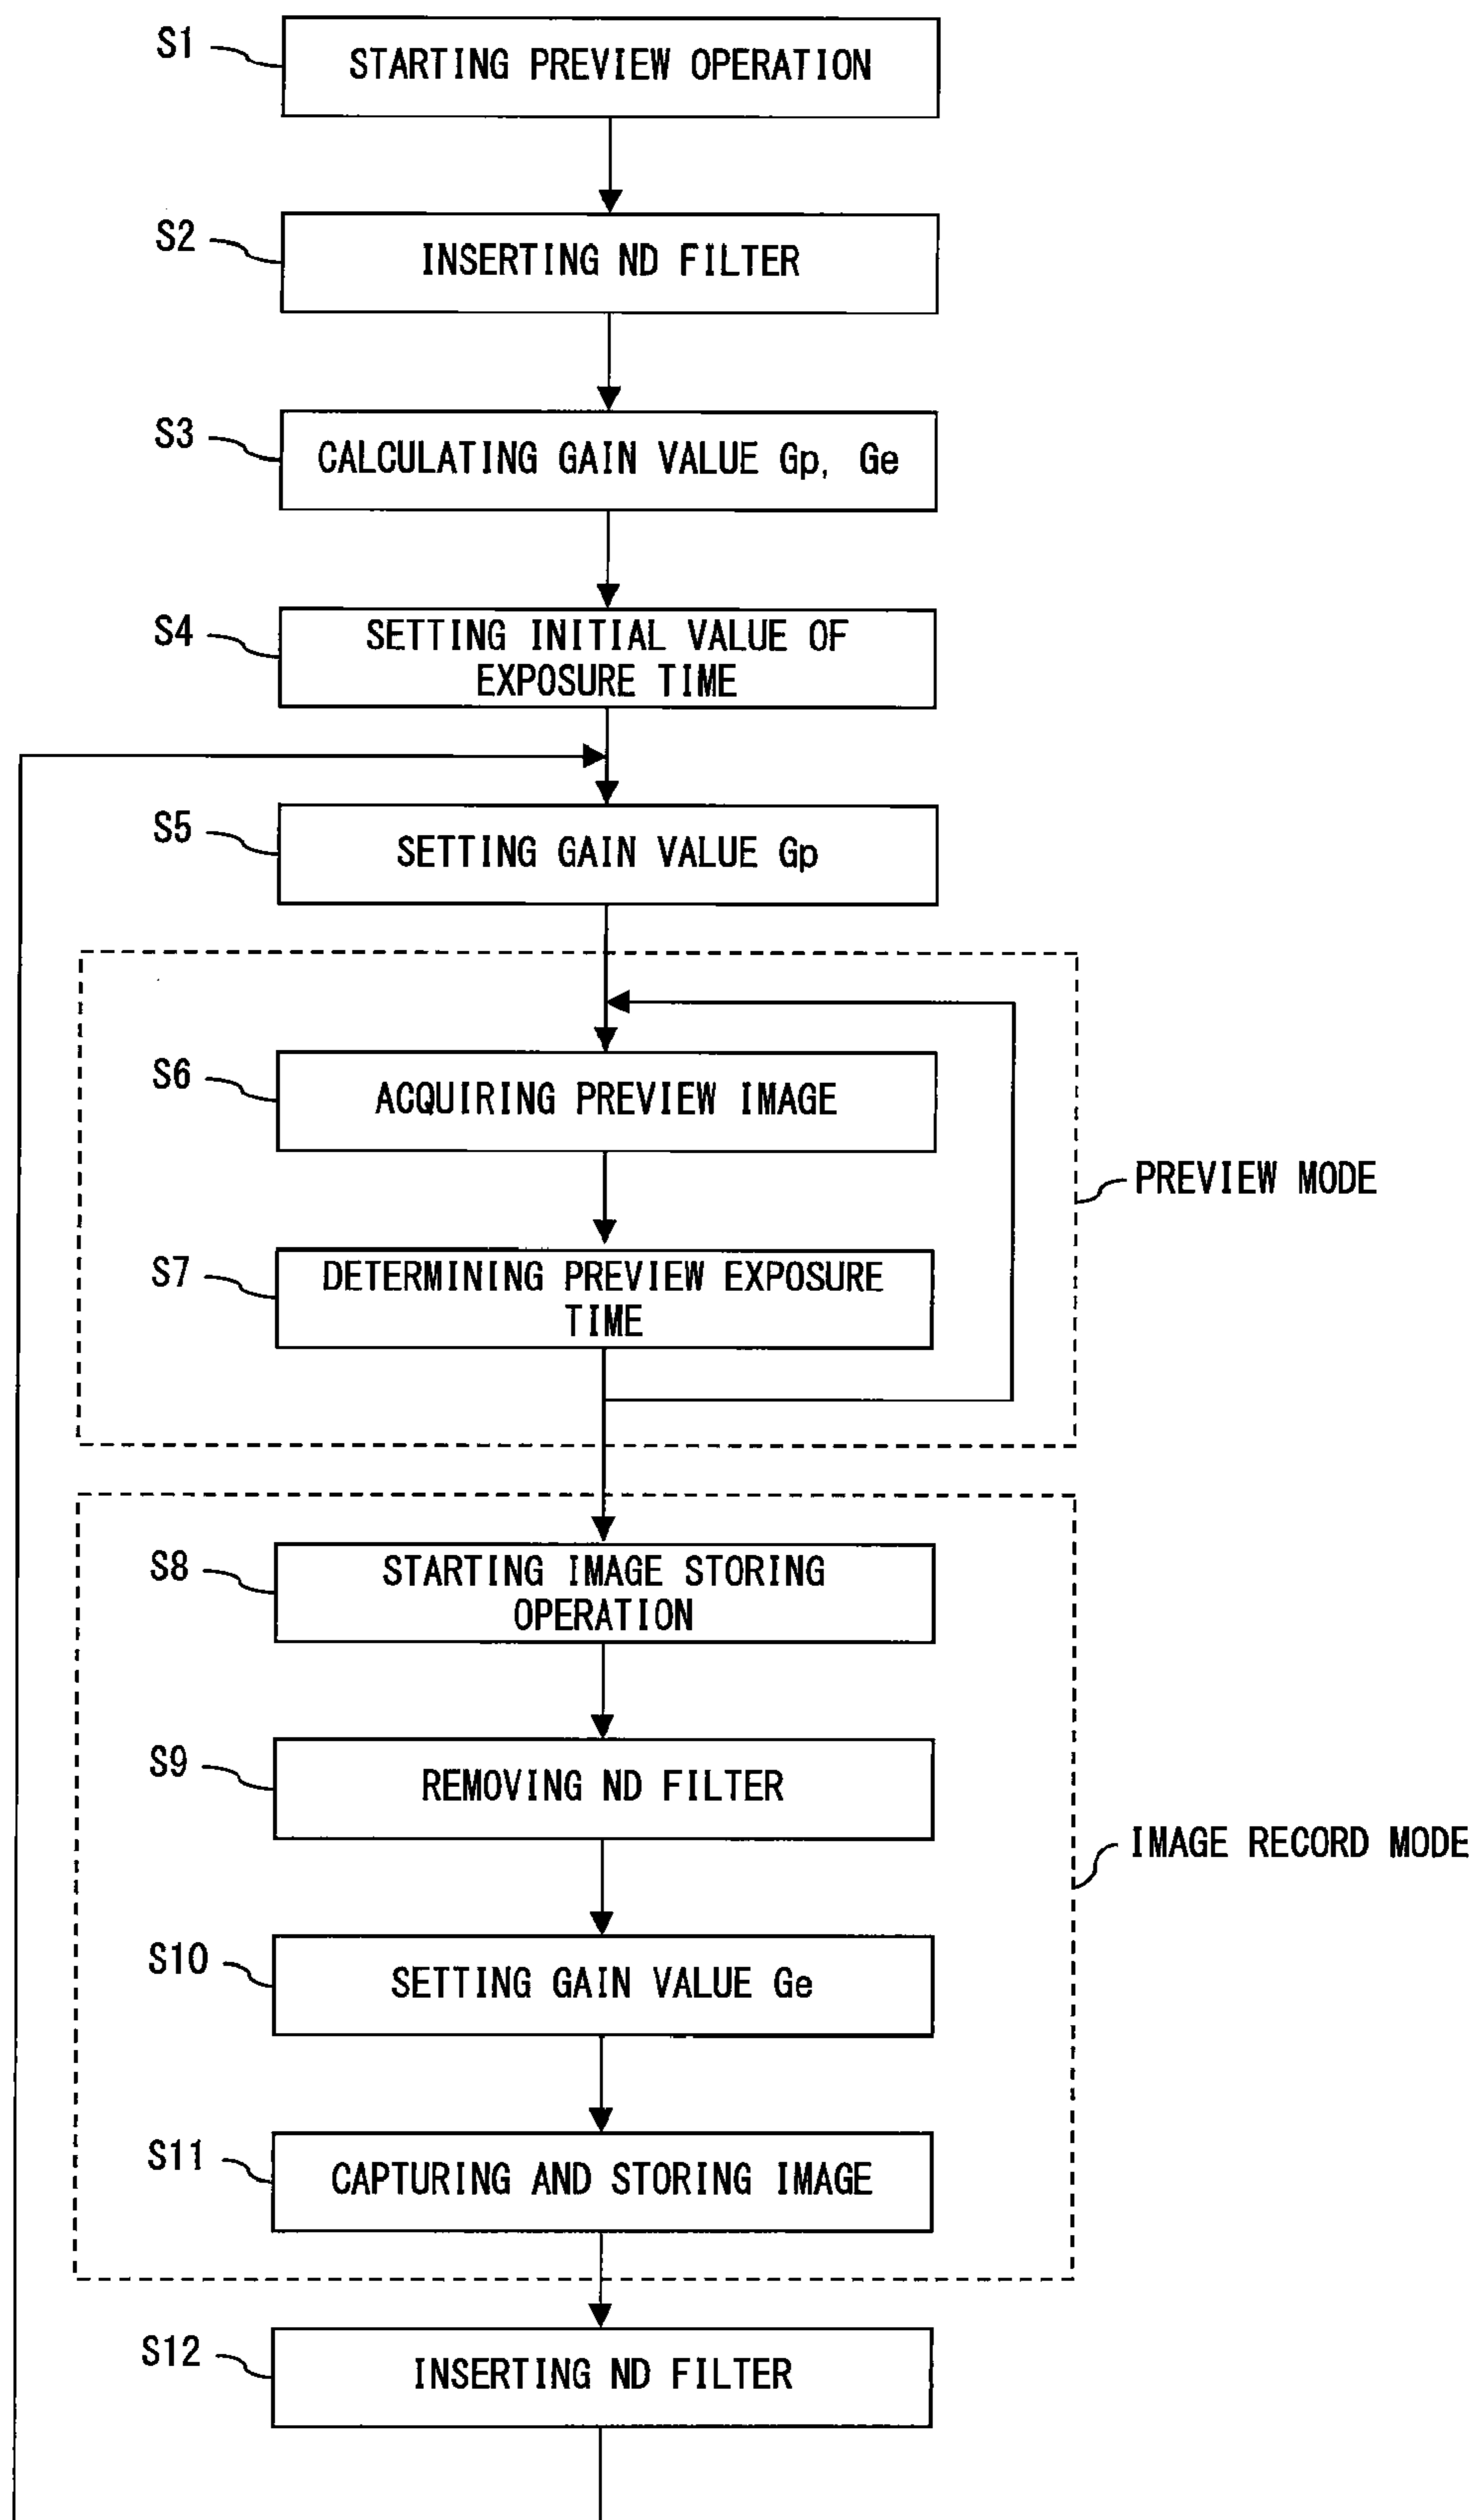 S1
STARTING PREVIEW OPERATION
S2
INSERTING ND FILTER
S3
CALCULATING GAIN VALUE Gp, Ge
S4
SETTING INITIAL VALUE OF
EXPOSURE TIME
S5
SETTING GAIN VALUE Gp
S6
ACQUIRING PREVIEW IMAGE
PREVIEW MODE
S7
DETERMINING PREVIEW EXPOSURE
TIME
S8
STARTING IMAGE STORING
OPERATION
S9
REMOVING ND FILTER
IMAGE RECORD MODE
S10
SETTING GAIN VALUE Ge
S11
CAPTURING AND STORING IMAGE
S12
INSERTING ND FILTER